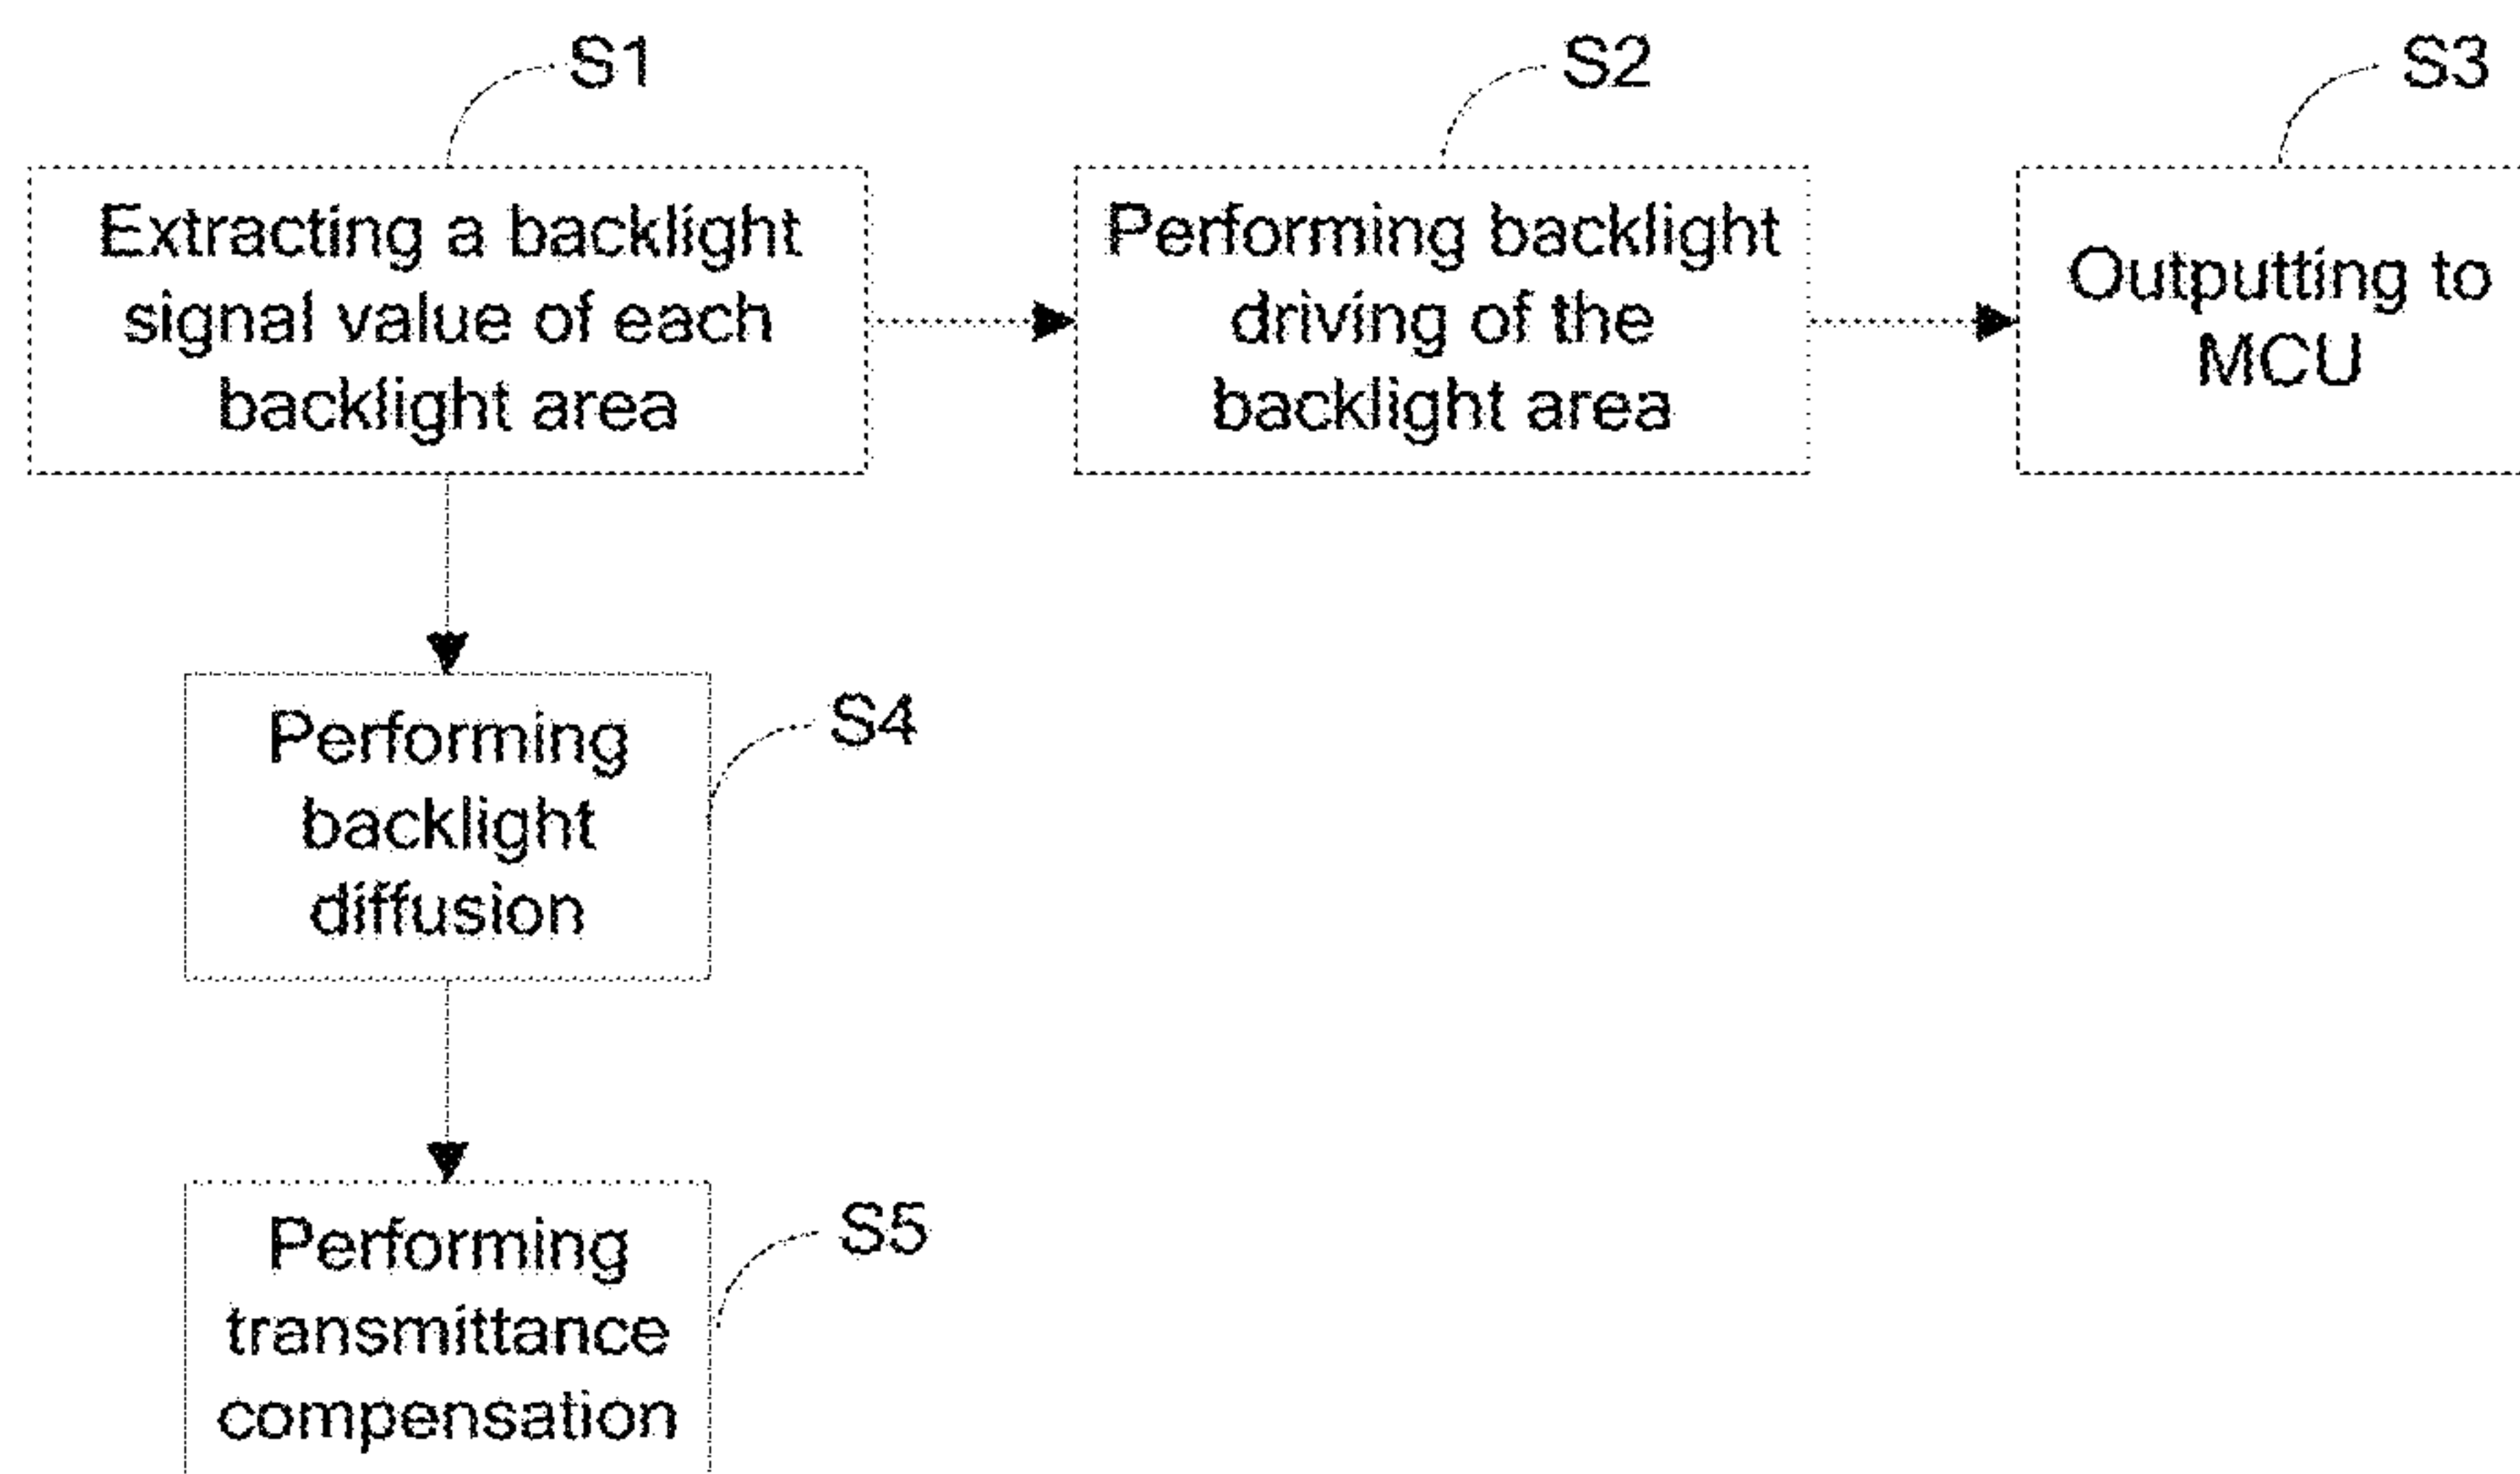 S1
S2
S3
Extracting a backlight
signal value of each
backlight area
Performing backlight
driving of the
backlight area
Outputting to
MCU
Performing
backlight
diffusion
S4
Performing
transmittance
compensation
S5